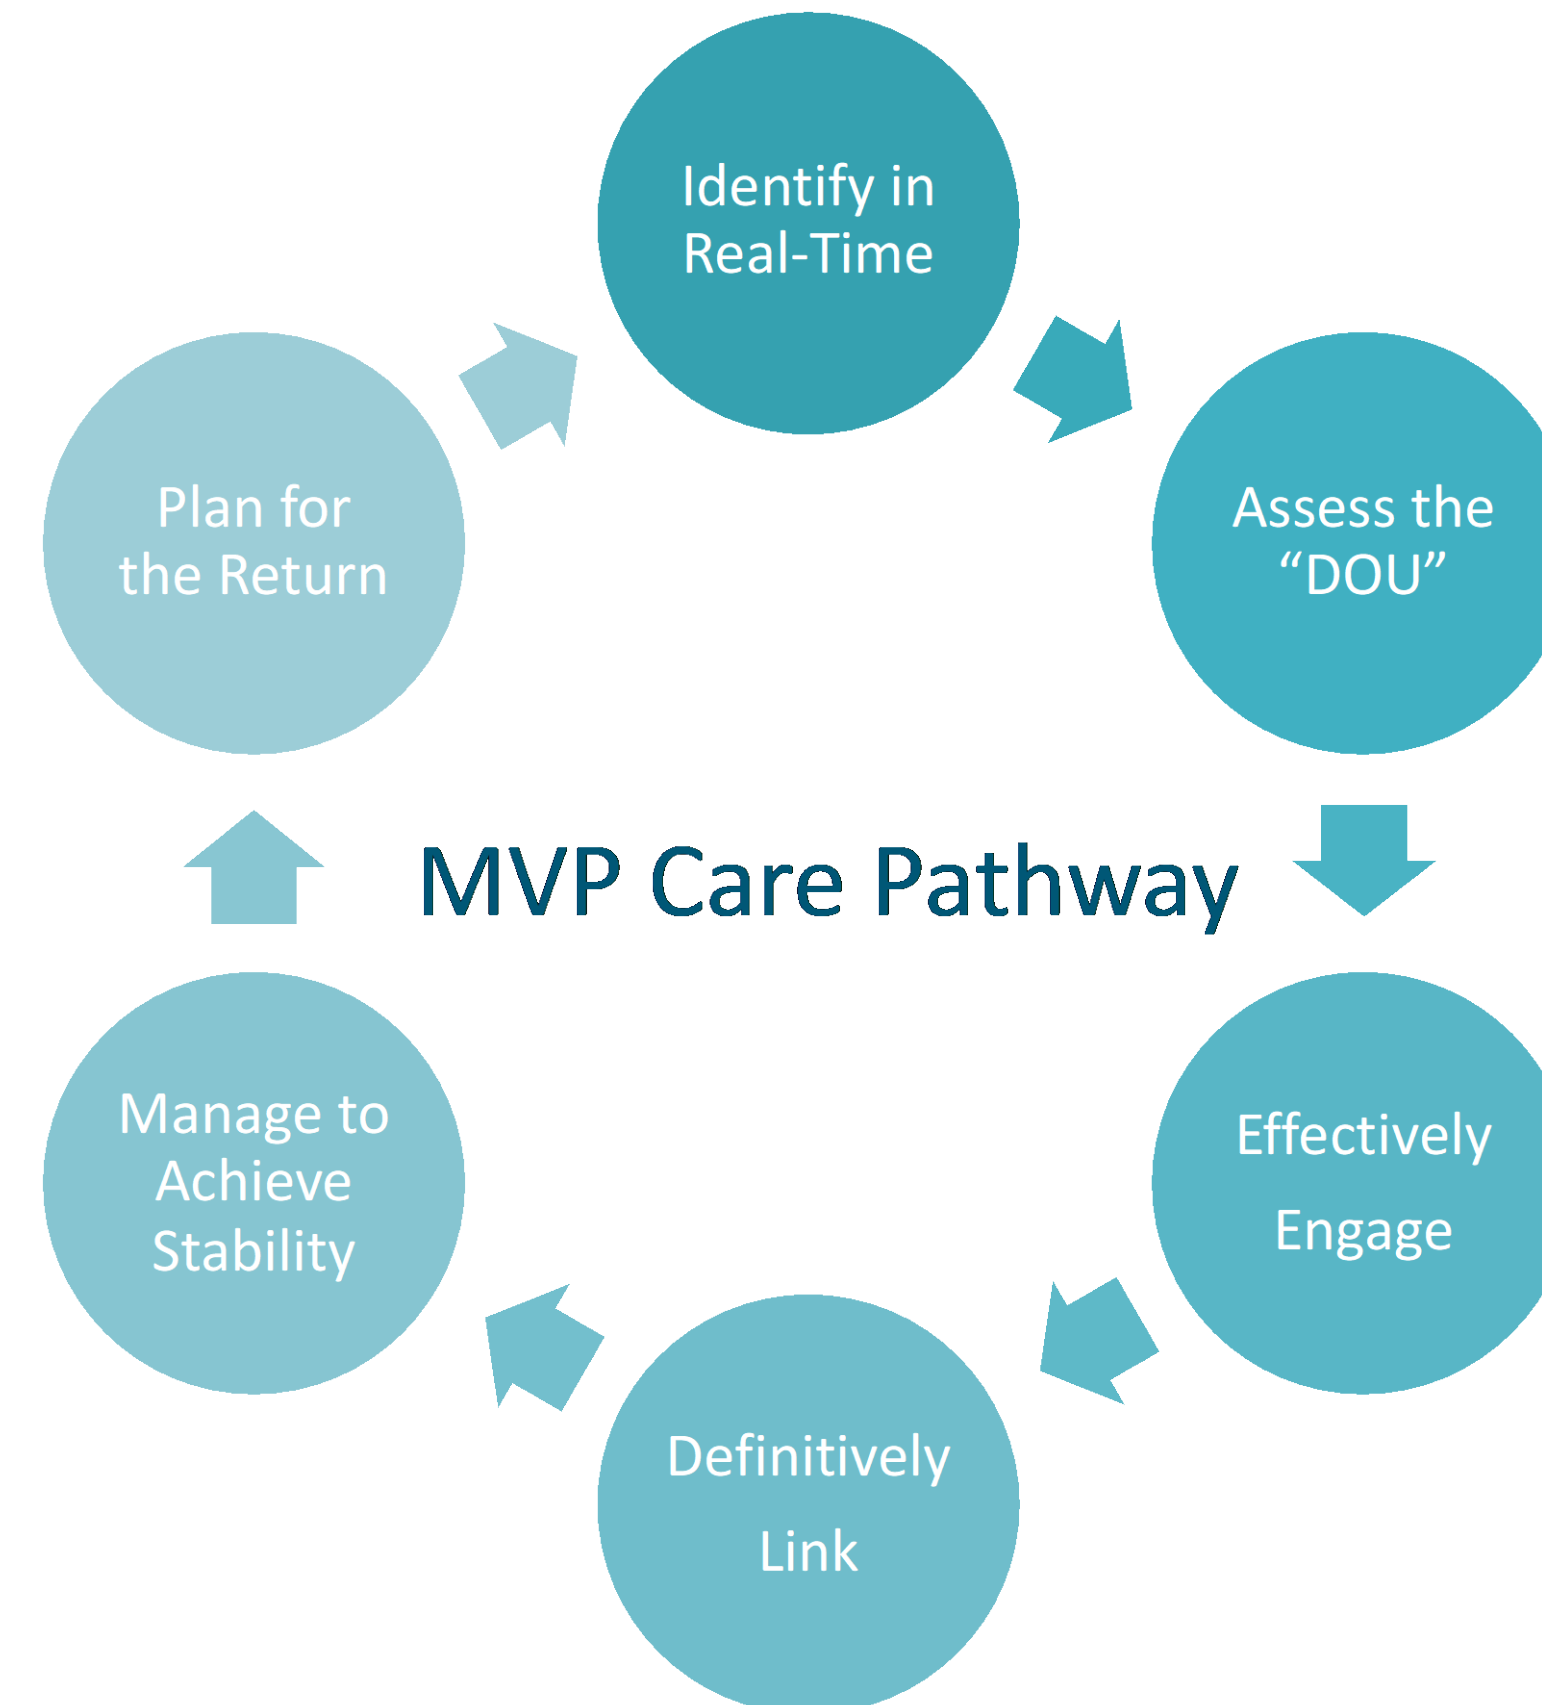 Identify in
Real-Time
Assess the
“DOU”
Effectively
Engage
Definitively
Link
Manage to
Achieve
Stability
Plan for
the Return
MVP Care Pathway